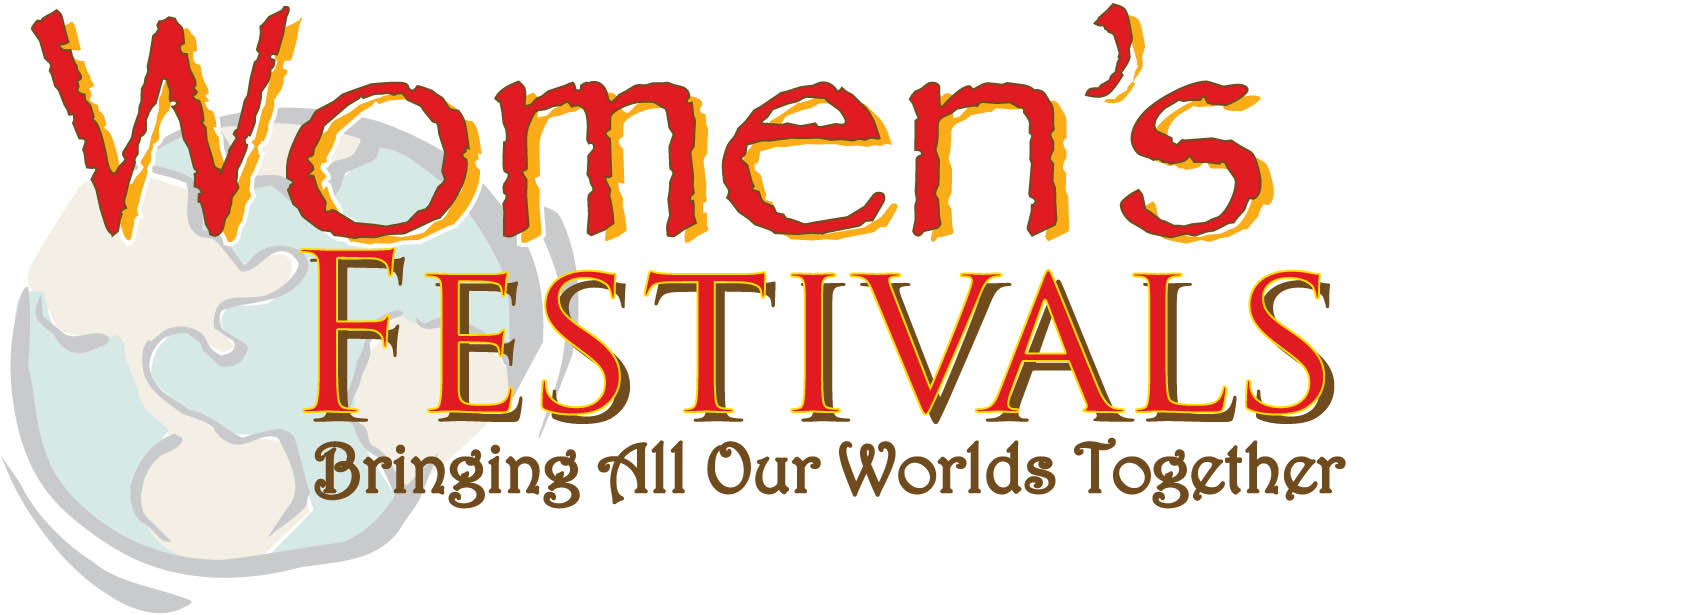 Women's
FESTIVALS
Bringing All Our Worlds Together